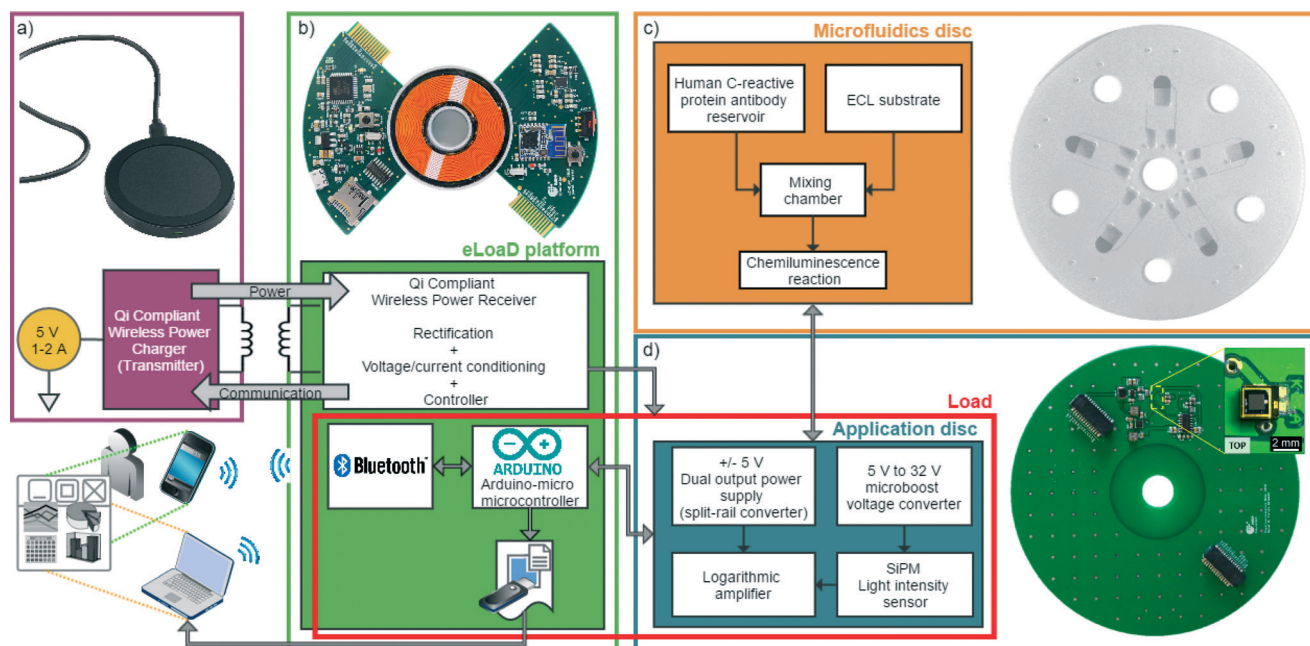 a)
5 V
1-2 A
Qi Compliant
Wireless Power
Charger
(Transmitter)
Power
Communication
b)
eLoaD platform
Qi Compliant
Wireless Power Receiver
Rectification
+
Voltage/current conditioning
+
Controller
Load
Bluetooth™
ARDUINO
Arduino-micro
microcontroller
c)
Microfluidics disc
Human C-reactive
protein antibody
reservoir
ECL substrate
Mixing
chamber
Chemiluminescence
reaction
d)
Application disc
+/- 5 V
Dual output power
supply
(split-rail converter)
5 V to 32 V
microboost
voltage converter
Logarithmic
amplifier
SiPM
Light intensity
sensor
TOP
2 mm